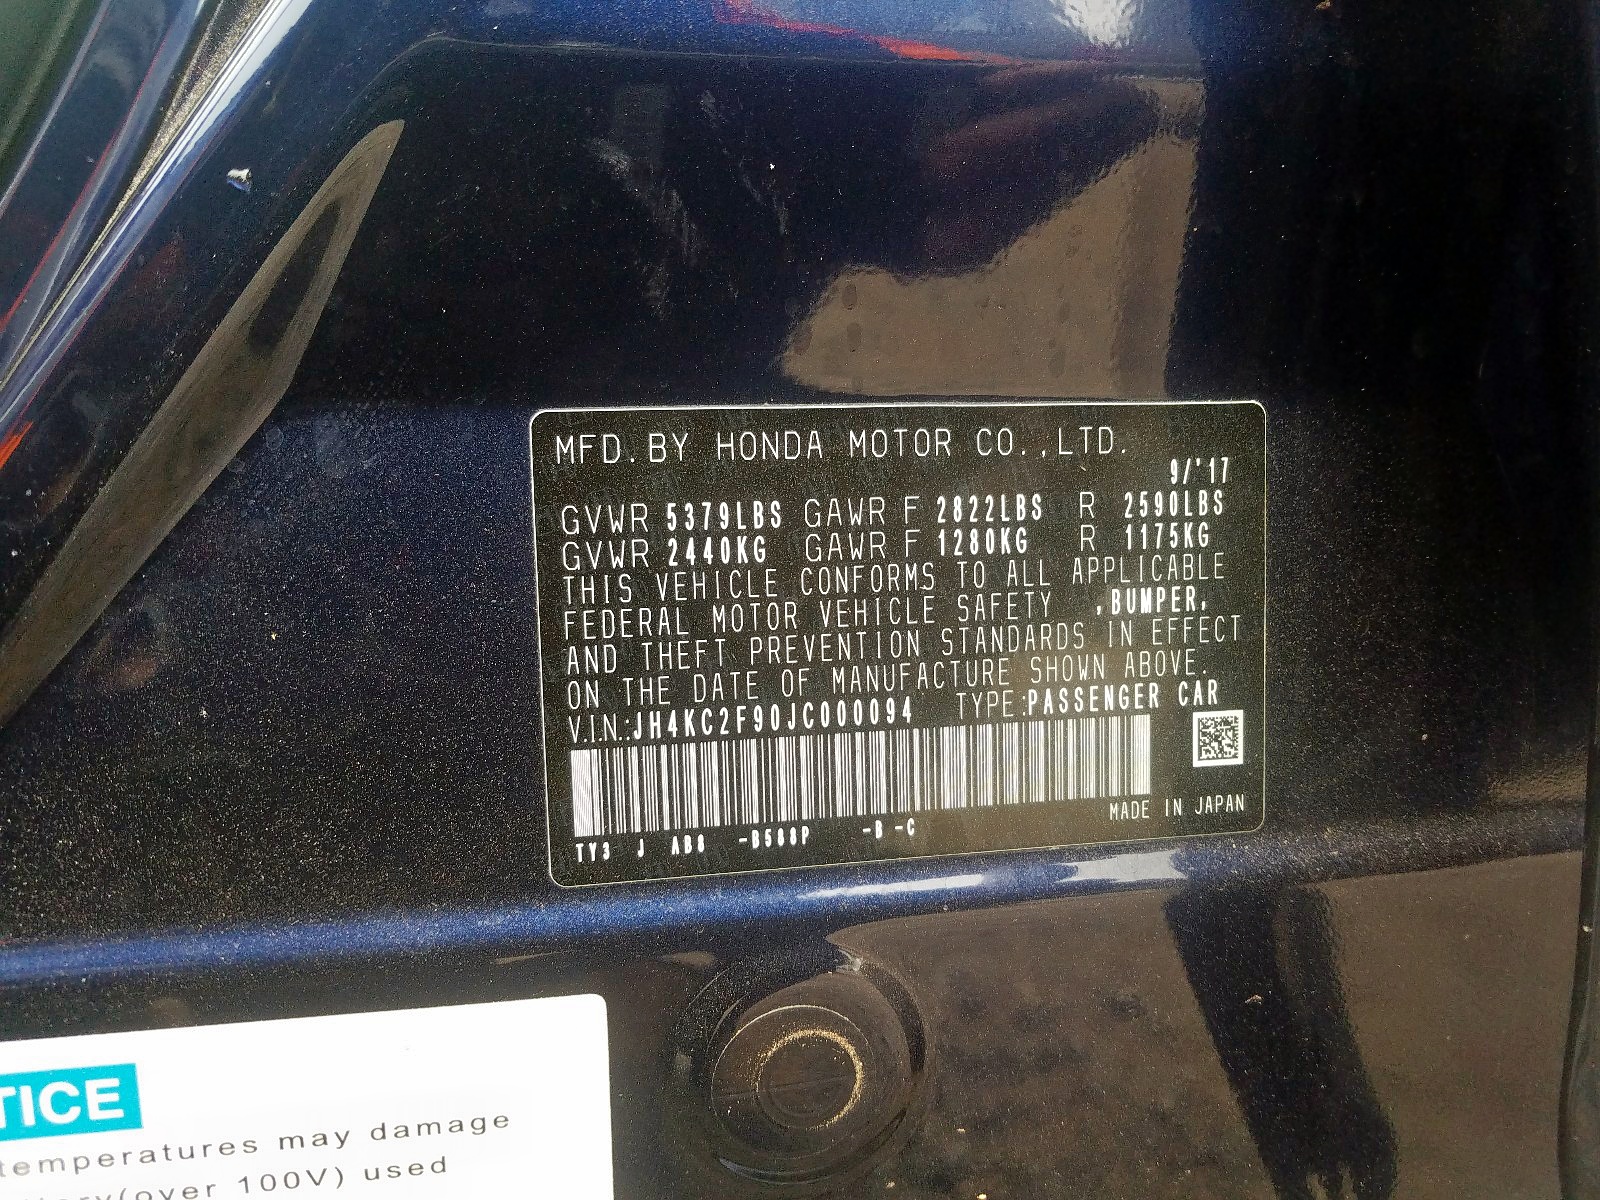 MFD. BY HONDA MOTOR CO., LTD.
9/'17
GVWR 5379LBS GAWR F 2822LBS R 2590LBS
GVWR 2440KG GAWR F 1280KG R 1175KG
THIS VEHICLE CONFORMS TO ALL APPLICABLE
FEDERAL MOTOR VEHICLE SAFETY ,BUMPER,
AND THEFT PREVENTION STANDARDS IN EFFECT
ON THE DATE OF MANUFACTURE SHOWN ABOVE.
V.I.N.:JH4KC2F90JC000094 TYPE:PASSENGER CAR
MADE IN JAPAN
TY3 J AB8 -B588P -B -C
TICE
temperatures may damage
(over 100V) used